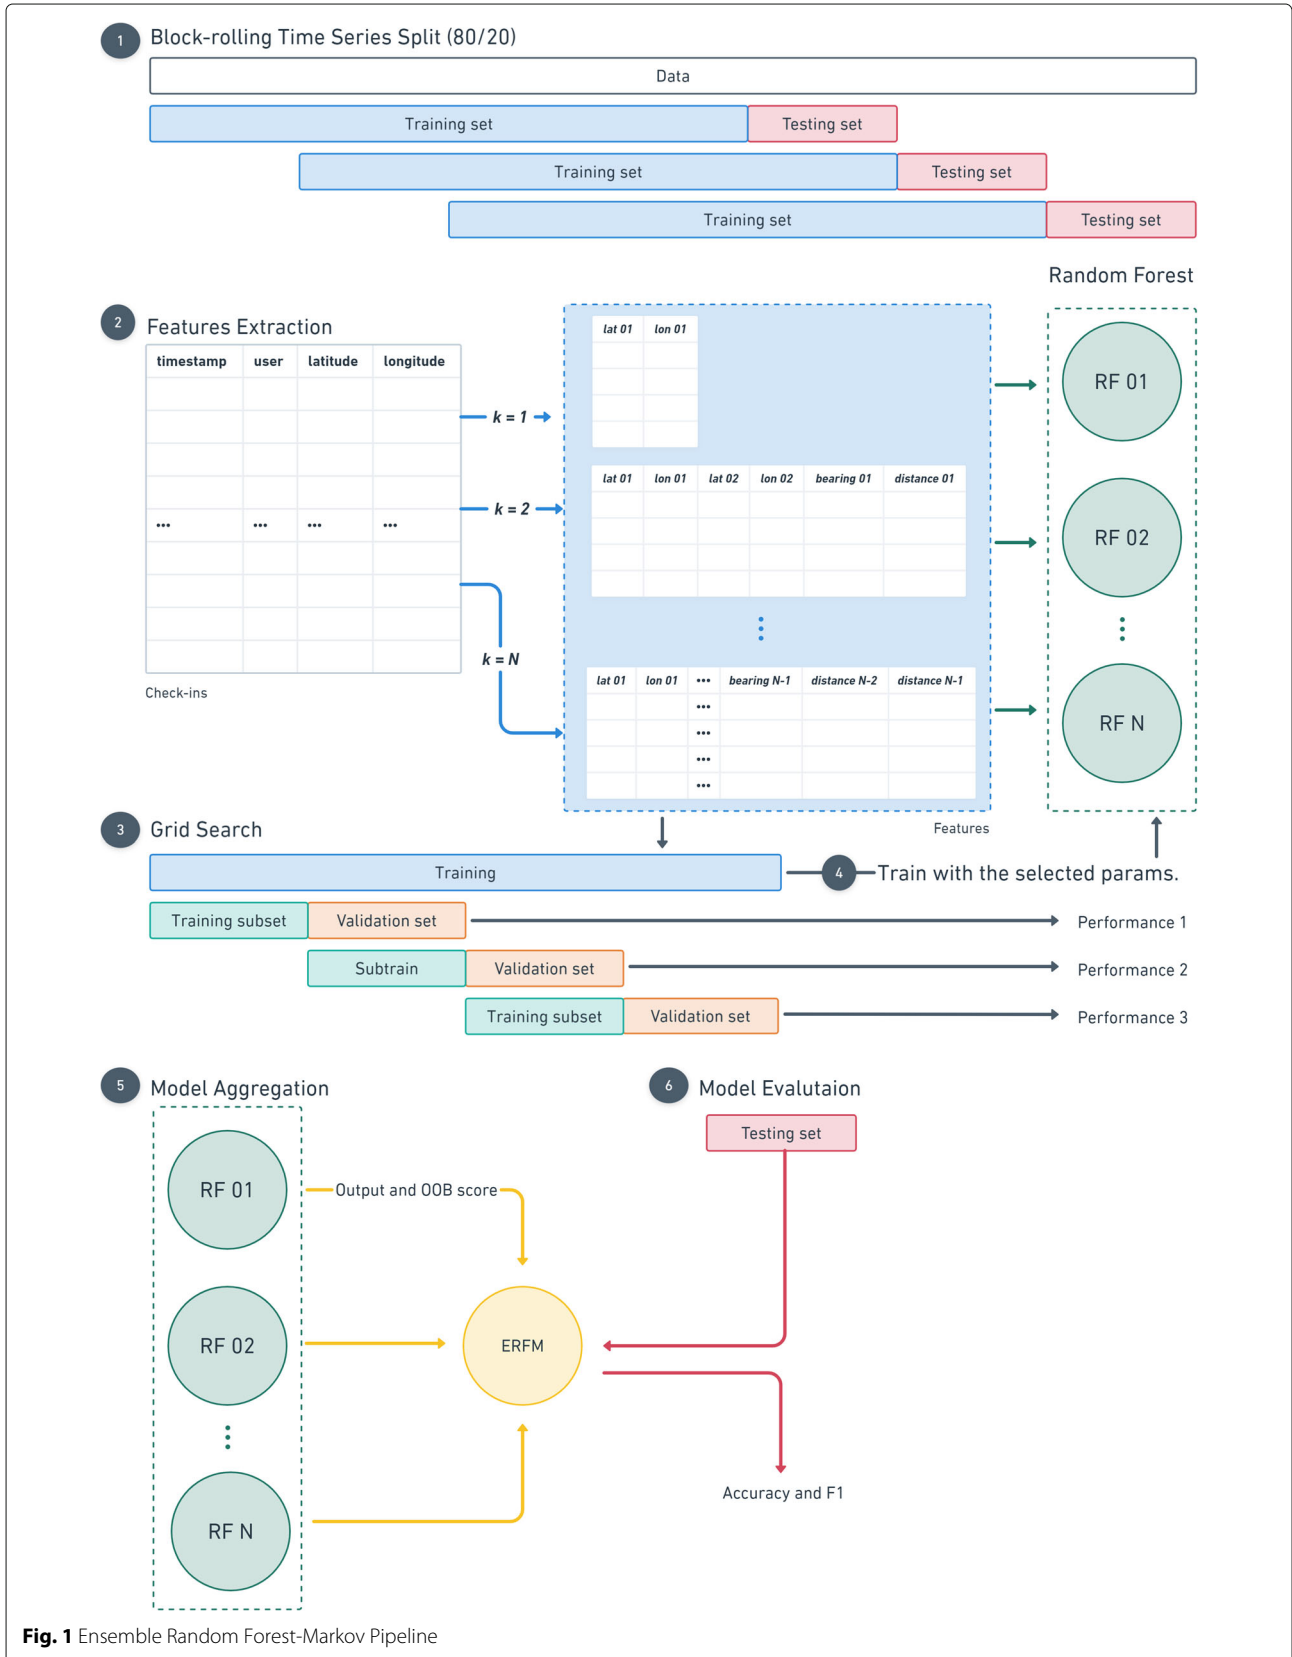 1 Block-rolling Time Series Split (80/20)
Data
Training set Testing set
Training set Testing set
Training set Testing set
Random Forest
2 Features Extraction
timestamp user latitude longitude
... ... ... ...
Check-ins
k = 1
k = 2
k = N
lat 01 lon 01
lat 01 lon 01 lat 02 lon 02 bearing 01 distance 01
lat 01 lon 01 ... bearing N-1 distance N-2 distance N-1
...
...
...
...
Features
RF 01
RF 02
RF N
3 Grid Search
Training
4 Train with the selected params.
Training subset Validation set Performance 1
Subtrain Validation set Performance 2
Training subset Validation set Performance 3
5 Model Aggregation
RF 01
Output and OOB score
RF 02
ERFM
RF N
6 Model Evalutaion
Testing set
Accuracy and F1
Fig. 1 Ensemble Random Forest-Markov Pipeline